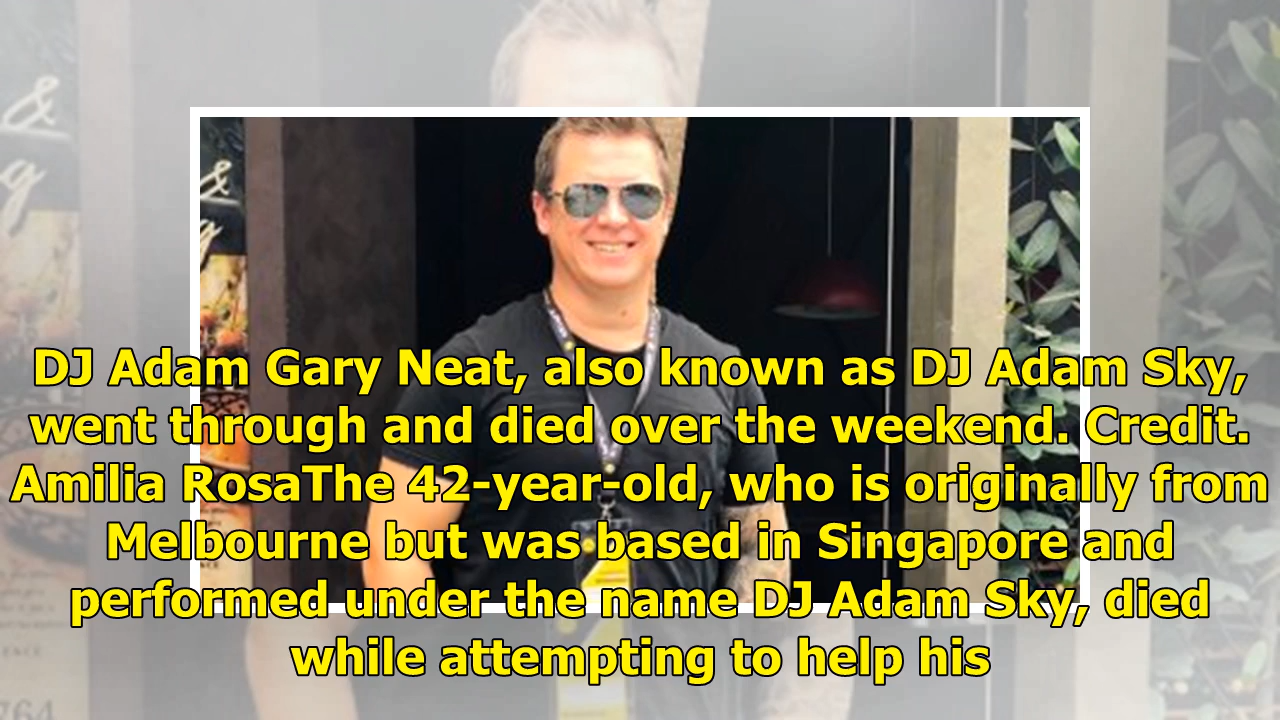 &
g
&
g
DJ Adam Gary Neat, also known as DJ Adam Sky,
went through and died over the weekend. Credit.
Amilia RosaThe 42-year-old, who is originally from
Melbourne but was based in Singapore and
performed under the name DJ Adam Sky, died
while attempting to help his
764